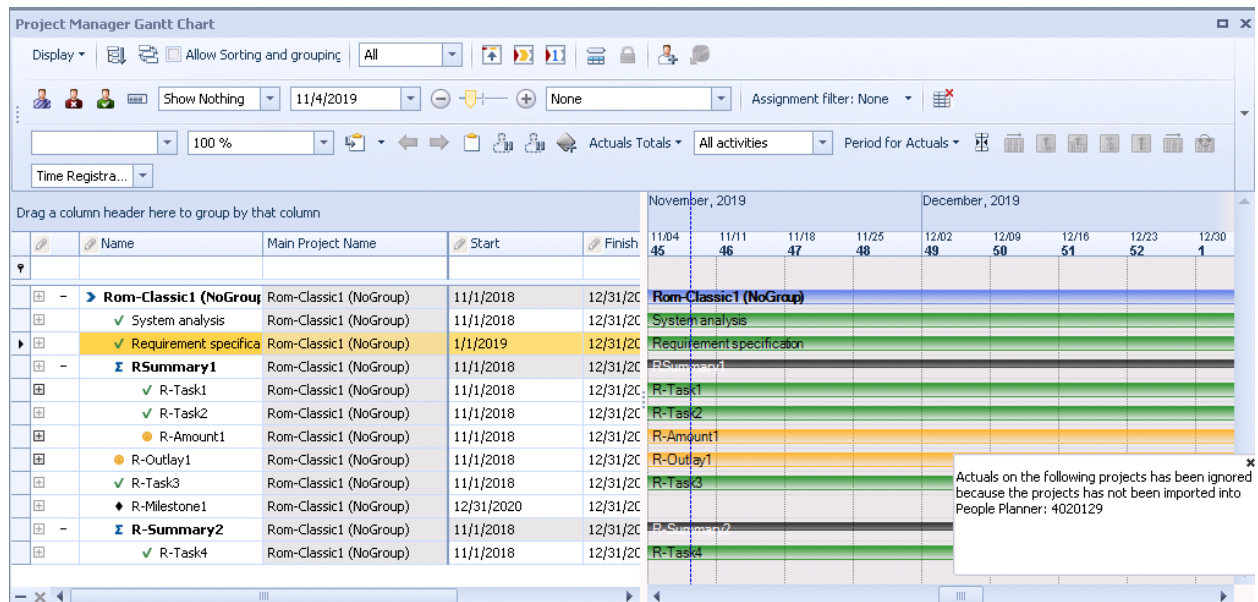 Project Manager Gantt Chart
Display Allow Sorting and grouping All
Show Nothing 11/4/2019 None Assignment filter: None
100 % Actuals Totals All activities Period for Actuals
Time Registra...
Drag a column header here to group by that column
November, 2019 December, 2019
Name Main Project Name Start Finish
11/04 11/11 11/18 11/25 12/02 12/09 12/16 12/23 12/30
45 46 47 48 49 50 51 52 1
Rom-Classic1 (NoGroup Rom-Classic1 (NoGroup) 11/1/2018 12/31/20 Rom-Classic1 (NoGroup)
System analysis Rom-Classic1 (NoGroup) 11/1/2018 12/31/20 System analysis
Requirement specifica Rom-Classic1 (NoGroup) 1/1/2019 12/31/20 Requirement specification
Σ RSummary1 Rom-Classic1 (NoGroup) 11/1/2018 12/31/20 RSummary1
R-Task1 Rom-Classic1 (NoGroup) 11/1/2018 12/31/20 R-Task1
R-Task2 Rom-Classic1 (NoGroup) 11/1/2018 12/31/20 R-Task2
R-Amount1 Rom-Classic1 (NoGroup) 11/1/2018 12/31/20 R-Amount1
R-Outlay1 Rom-Classic1 (NoGroup) 11/1/2018 12/31/20 R-Outlay1
R-Task3 Rom-Classic1 (NoGroup) 11/1/2018 12/31/20 R-Task3
R-Milestone1 Rom-Classic1 (NoGroup) 12/31/2020 12/31/20
Σ R-Summary2 Rom-Classic1 (NoGroup) 11/1/2018 12/31/20 R-Summary2
R-Task4 Rom-Classic1 (NoGroup) 11/1/2018 12/31/20 R-Task4
Actuals on the following projects has been ignored
because the projects has not been imported into
People Planner: 4020129